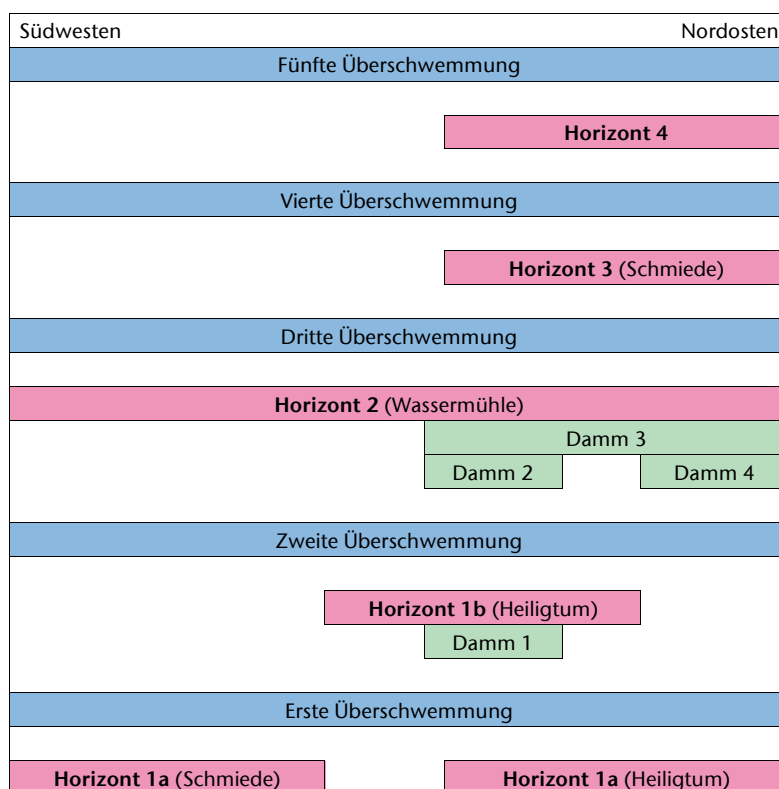 Südwesten Nordosten
Fünfte Überschwemmung
Horizont 4
Vierte Überschwemmung
Horizont 3 (Schmiede)
Dritte Überschwemmung
Horizont 2 (Wassermühle)
Damm 3
Damm 2 Damm 4
Zweite Überschwemmung
Horizont 1b (Heiligtum)
Damm 1
Erste Überschwemmung
Horizont 1a (Schmiede) Horizont 1a (Heiligtum)